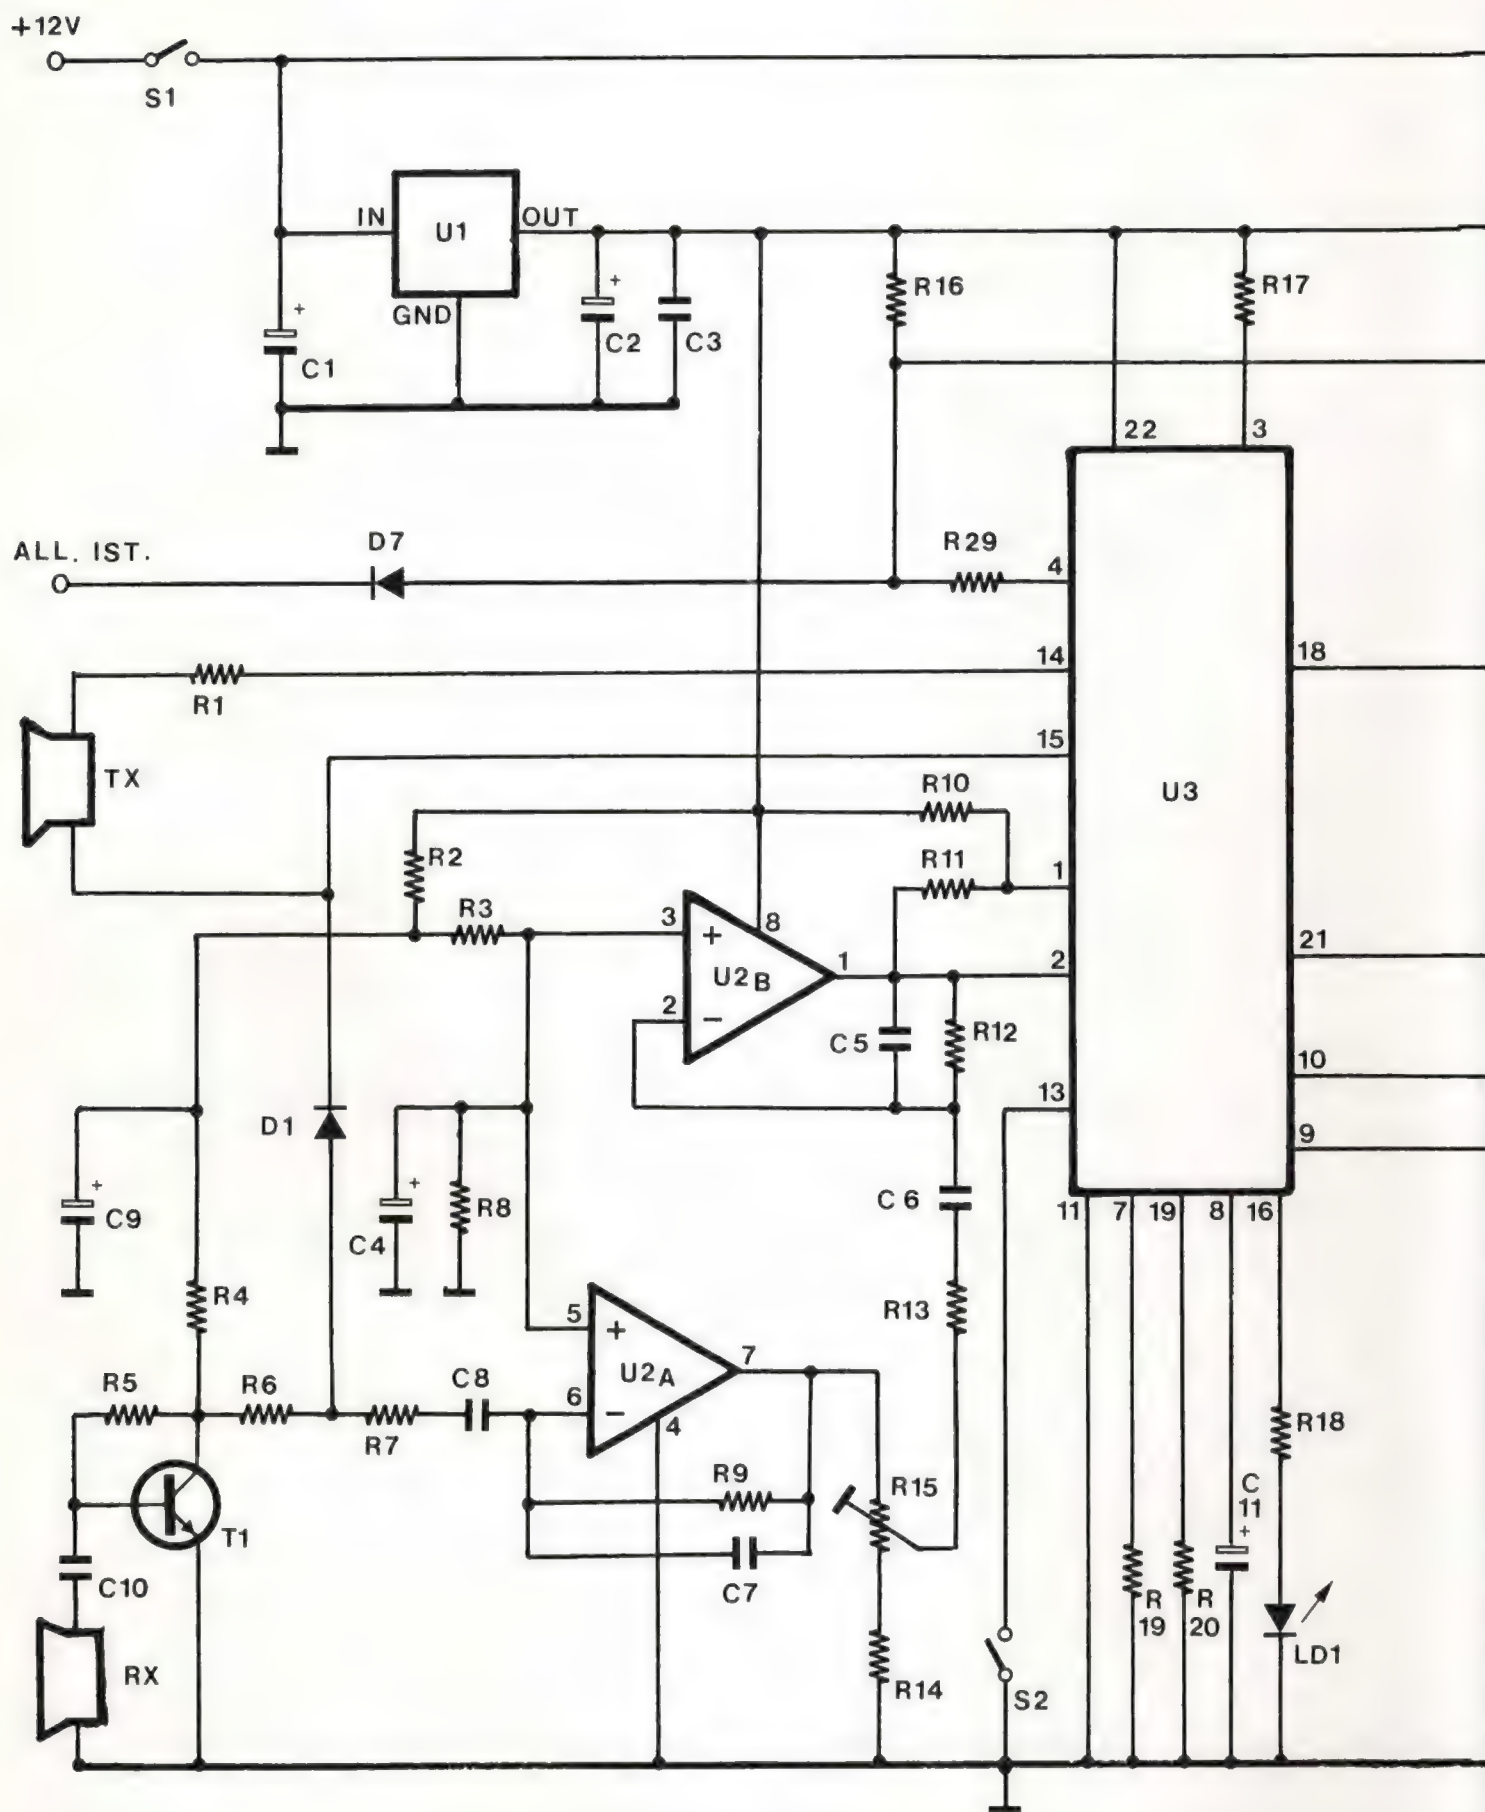 +12V
S1
IN
U1
OUT
GND
+
C1
+
C2
C3
R16
R17
22
3
ALL. IST.
D7
R29
4
R1
14
18
TX
15
U3
R10
R2
R11
1
R3
3
+
8
U2B
1
2
21
2
−
C5
R12
10
13
9
D1
+
C9
+
C4
R8
C6
11
7
19
8
16
R4
R13
5
+
U2A
7
R5
R6
C8
6
−
4
R7
R18
R9
R15
C
11
+
T1
C10
C7
R
19
R
20
LD1
RX
R14
S2